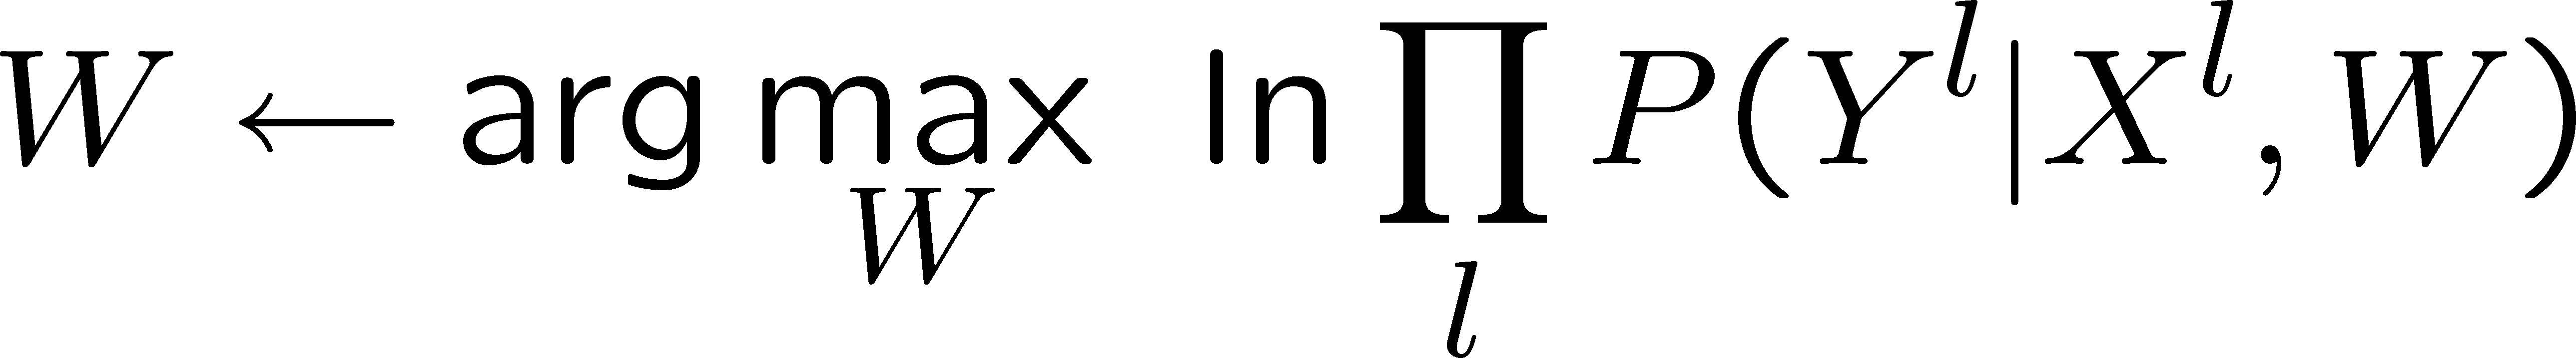 W ← arg max_W ln ∏_l P(Y^l|X^l, W)